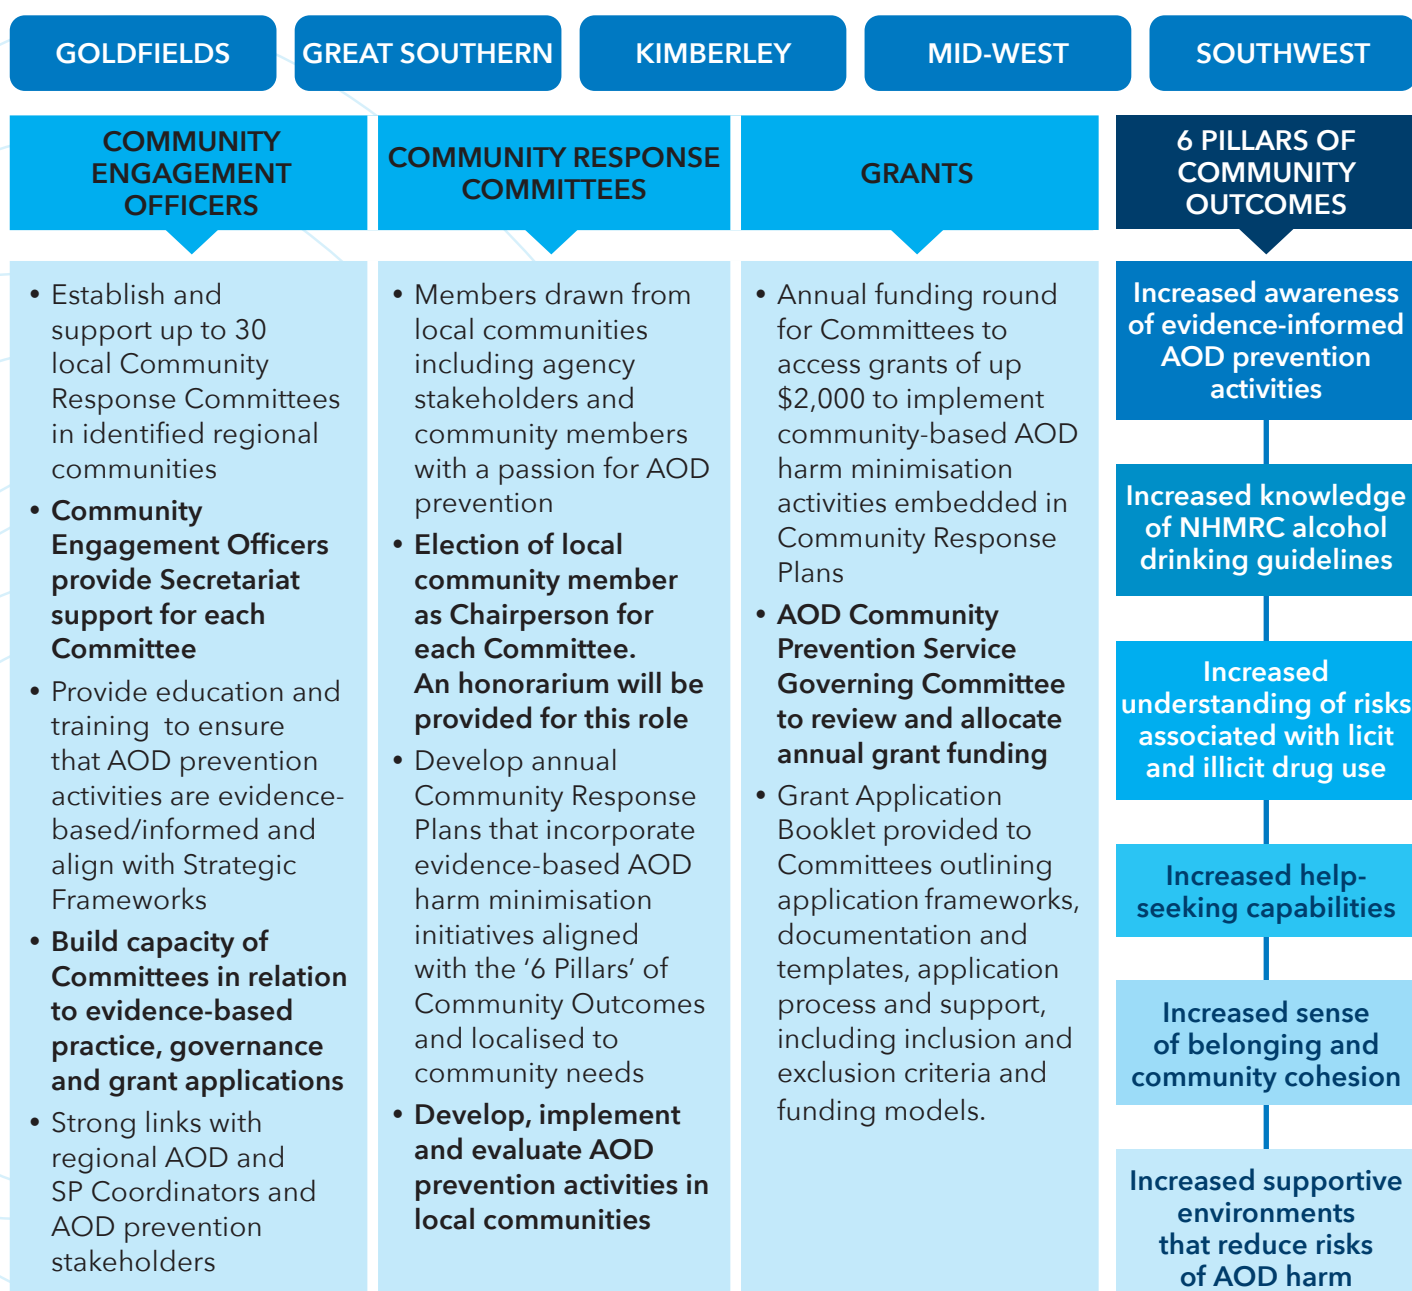 GOLDFIELDS
GREAT SOUTHERN
KIMBERLEY
MID-WEST
SOUTHWEST
COMMUNITY
ENGAGEMENT
OFFICERS
• Establish and
support up to 30
local Community
Response Committees
in identified regional
communities
• Community
Engagement Officers
provide Secretariat
support for each
Committee
• Provide education and
training to ensure
that AOD prevention
activities are evidence-
based/informed and
align with Strategic
Frameworks
• Build capacity of
Committees in relation
to evidence-based
practice, governance
and grant applications
• Strong links with
regional AOD and
SP Coordinators and
AOD prevention
stakeholders
COMMUNITY RESPONSE
COMMITTEES
• Members drawn from
local communities
including agency
stakeholders and
community members
with a passion for AOD
prevention
• Election of local
community member
as Chairperson for
each Committee.
An honorarium will be
provided for this role
• Develop annual
Community Response
Plans that incorporate
evidence-based AOD
harm minimisation
initiatives aligned
with the ‘6 Pillars’ of
Community Outcomes
and localised to
community needs
• Develop, implement
and evaluate AOD
prevention activities in
local communities
GRANTS
• Annual funding round
for Committees to
access grants of up
$2,000 to implement
community-based AOD
harm minimisation
activities embedded in
Community Response
Plans
• AOD Community
Prevention Service
Governing Committee
to review and allocate
annual grant funding
• Grant Application
Booklet provided to
Committees outlining
application frameworks,
documentation and
templates, application
process and support,
including inclusion and
exclusion criteria and
funding models.
6 PILLARS OF
COMMUNITY
OUTCOMES
Increased awareness
of evidence-informed
AOD prevention
activities
Increased knowledge
of NHMRC alcohol
drinking guidelines
Increased
understanding of risks
associated with licit
and illicit drug use
Increased help-
seeking capabilities
Increased sense
of belonging and
community cohesion
Increased supportive
environments
that reduce risks
of AOD harm